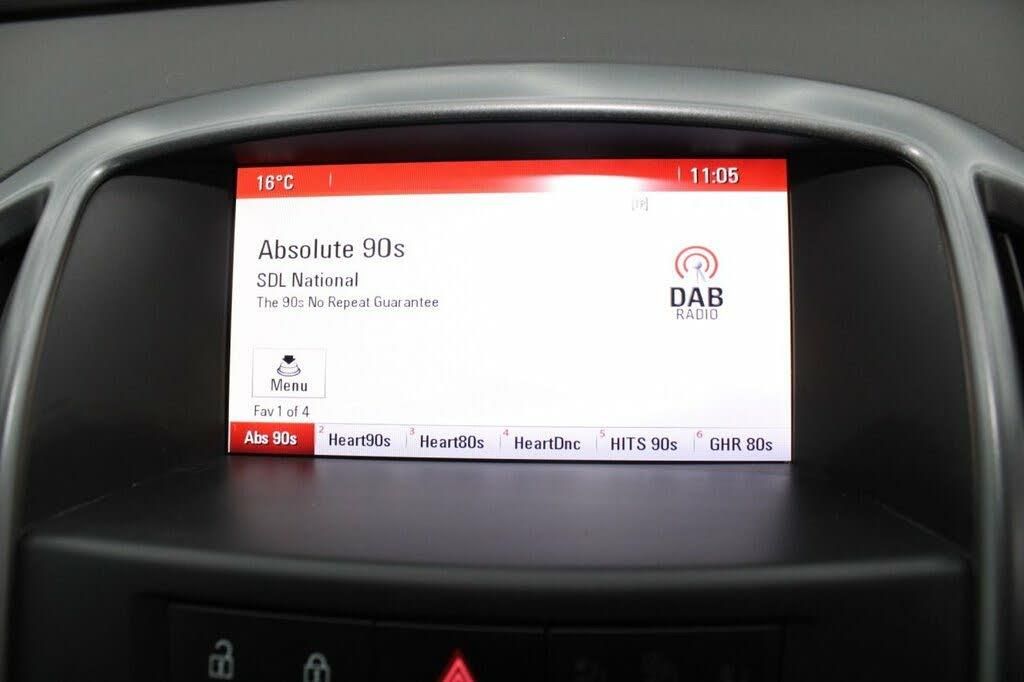 16°C 11:05
[TP]
Absolute 90s
SDL National
The 90s No Repeat Guarantee
DAB
RADIO
Menu
Fav 1 of 4
Abs 90s 2 Heart90s 3 Heart80s 4 HeartDnc 5 HITS 90s 6 GHR 80s